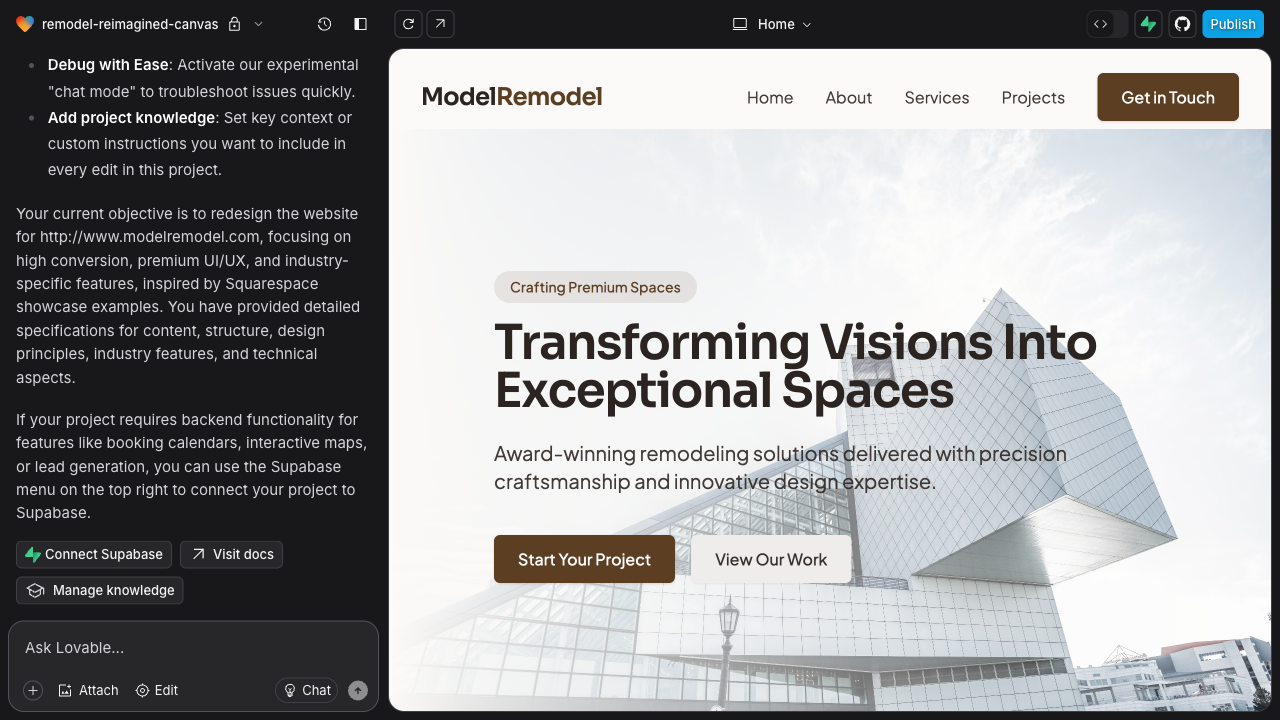 remodel-reimagined-canvas
Home
Publish
Debug with Ease: Activate our experimental
"chat mode" to troubleshoot issues quickly.
Add project knowledge: Set key context or
custom instructions you want to include in
every edit in this project.
Your current objective is to redesign the website
for http://www.modelremodel.com, focusing on
high conversion, premium UI/UX, and industry-
specific features, inspired by Squarespace
showcase examples. You have provided detailed
specifications for content, structure, design
principles, industry features, and technical
aspects.
If your project requires backend functionality for
features like booking calendars, interactive maps,
or lead generation, you can use the Supabase
menu on the top right to connect your project to
Supabase.
Connect Supabase
Visit docs
Manage knowledge
Ask Lovable...
Attach
Edit
Chat
ModelRemodel
Home
About
Services
Projects
Get in Touch
Crafting Premium Spaces
Transforming Visions Into
Exceptional Spaces
Award-winning remodeling solutions delivered with precision
craftsmanship and innovative design expertise.
Start Your Project
View Our Work